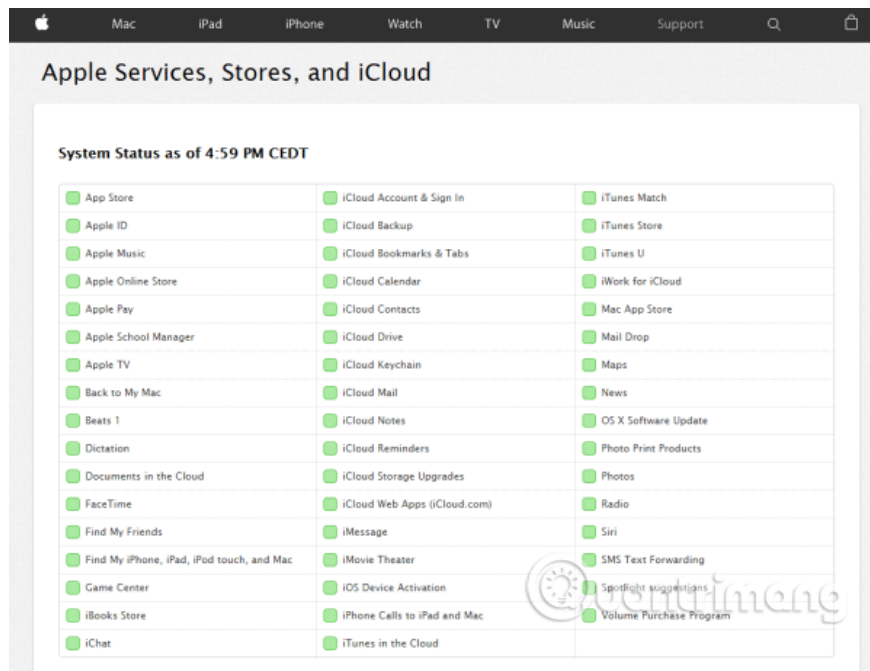 Mac iPad iPhone Watch TV Music Support
Apple Services, Stores, and iCloud
System Status as of 4:59 PM CEDT
App Store iCloud Account & Sign In iTunes Match
Apple ID iCloud Backup iTunes Store
Apple Music iCloud Bookmarks & Tabs iTunes U
Apple Online Store iCloud Calendar iWork for iCloud
Apple Pay iCloud Contacts Mac App Store
Apple School Manager iCloud Drive Mail Drop
Apple TV iCloud Keychain Maps
Back to My Mac iCloud Mail News
Beats 1 iCloud Notes OS X Software Update
Dictation iCloud Reminders Photo Print Products
Documents in the Cloud iCloud Storage Upgrades Photos
FaceTime iCloud Web Apps (iCloud.com) Radio
Find My Friends iMessage Siri
Find My iPhone, iPad, iPod touch, and Mac iMovie Theater SMS Text Forwarding
Game Center iOS Device Activation Spotlight suggestions
iBooks Store iPhone Calls to iPad and Mac Volume Purchase Program
iChat iTunes in the Cloud
Quantrimang